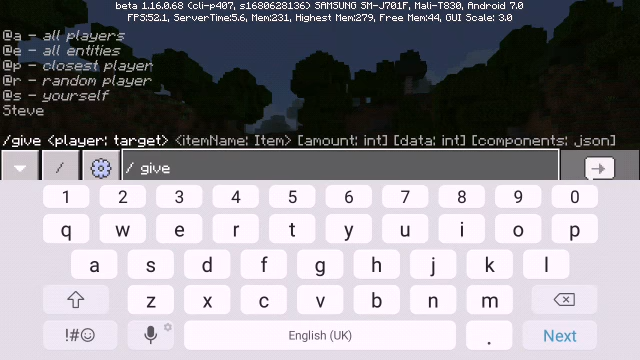 beta 1.16.0.68 (cli-p407, s1680628136) SAMSUNG SM-J701F, Mali-T830, Android 7.0
FPS:52.1, ServerTime:5.6, Mem:231, Highest Mem:279, Free Mem:44, GUI Scale: 3.0
@a - all players
@e - all entities
@p - closest player
@r - random player
@s - yourself
Steve
/give <player: target> <itemName: Item> [amount: int] [data: int] [components: json]
/
/ give
1 2 3 4 5 6 7 8 9 0
q w e r t y u i o p
a s d f g h j k l
z x c v b n m
!#☺ English (UK) . Next